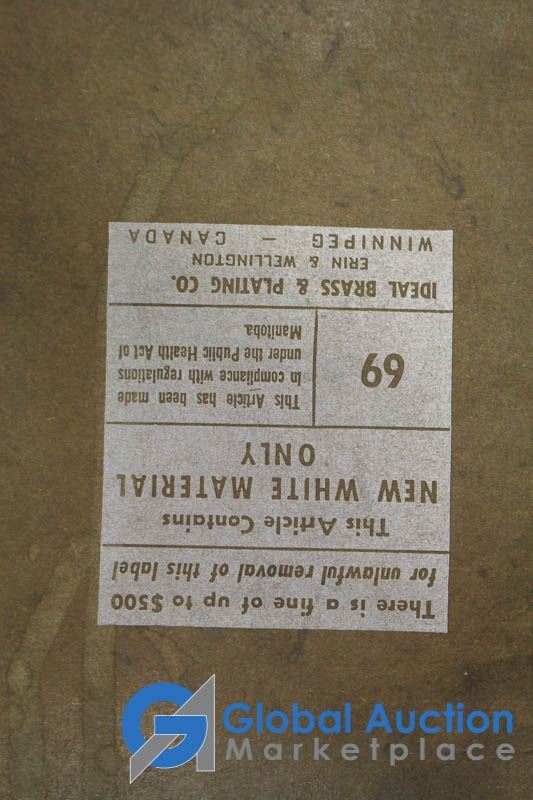 There is a fine of up to $500
for unlawful removal of this label
This Article Contains
NEW WHITE MATERIAL
ONLY
69
This Article has been made
in compliance with regulations
under the Public Health Act of
Manitoba.
IDEAL BRASS & PLATING CO.
ERIN & WELLINGTON
WINNIPEG — CANADA
Global Auction
Marketplace